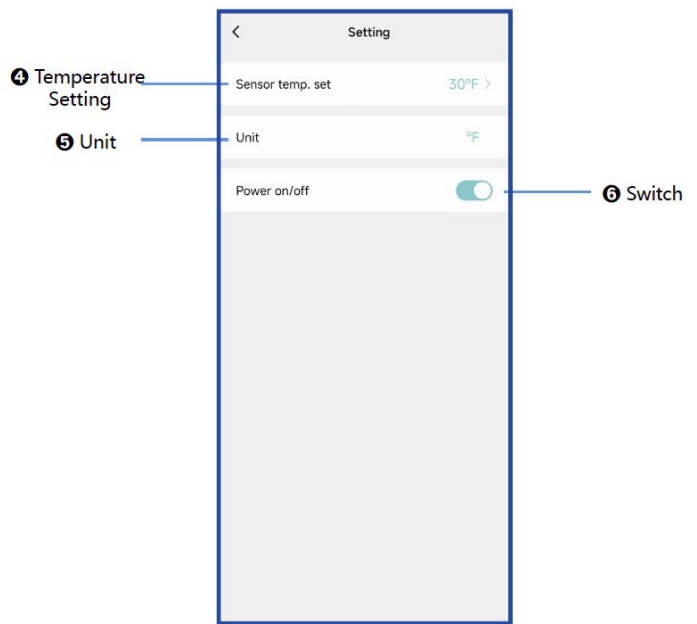 < Setting
❹ Temperature
Setting
Sensor temp. set 30°F >
❺ Unit
Unit °F
Power on/off
❻ Switch